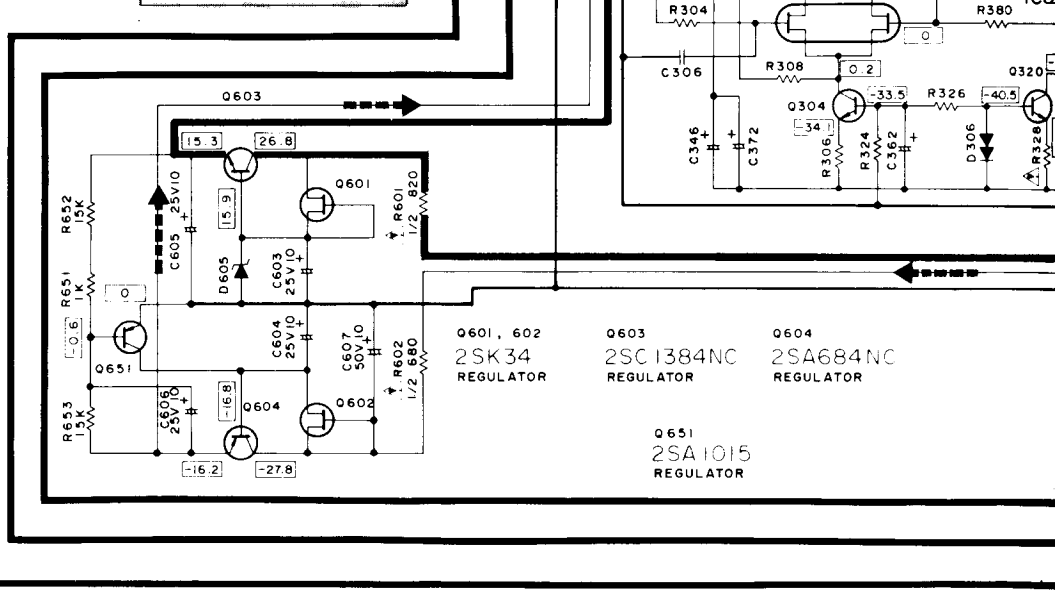 R304
R380
0
C306
R308
0.2
Q320
Q603
Q304
-33.5
R326
-40.5
-34.1
C346
+
+
C372
R306
R324
C362
+
D306
R328
15.3
26.8
Q601
R652
15K
25V10
+
C605
15.9
R601
1/2 820
R651
1K
D605
C603
25V10
+
0
-0.6
C604
25V10
+
C607
50V10
+
R602
1/2 680
Q651
Q601, 602
2SK34
REGULATOR
Q603
2SC1384NC
REGULATOR
Q604
2SA684NC
REGULATOR
R653
15K
C606
25V10
+
-16.8
Q604
Q602
-16.2
-27.8
Q651
2SA1015
REGULATOR